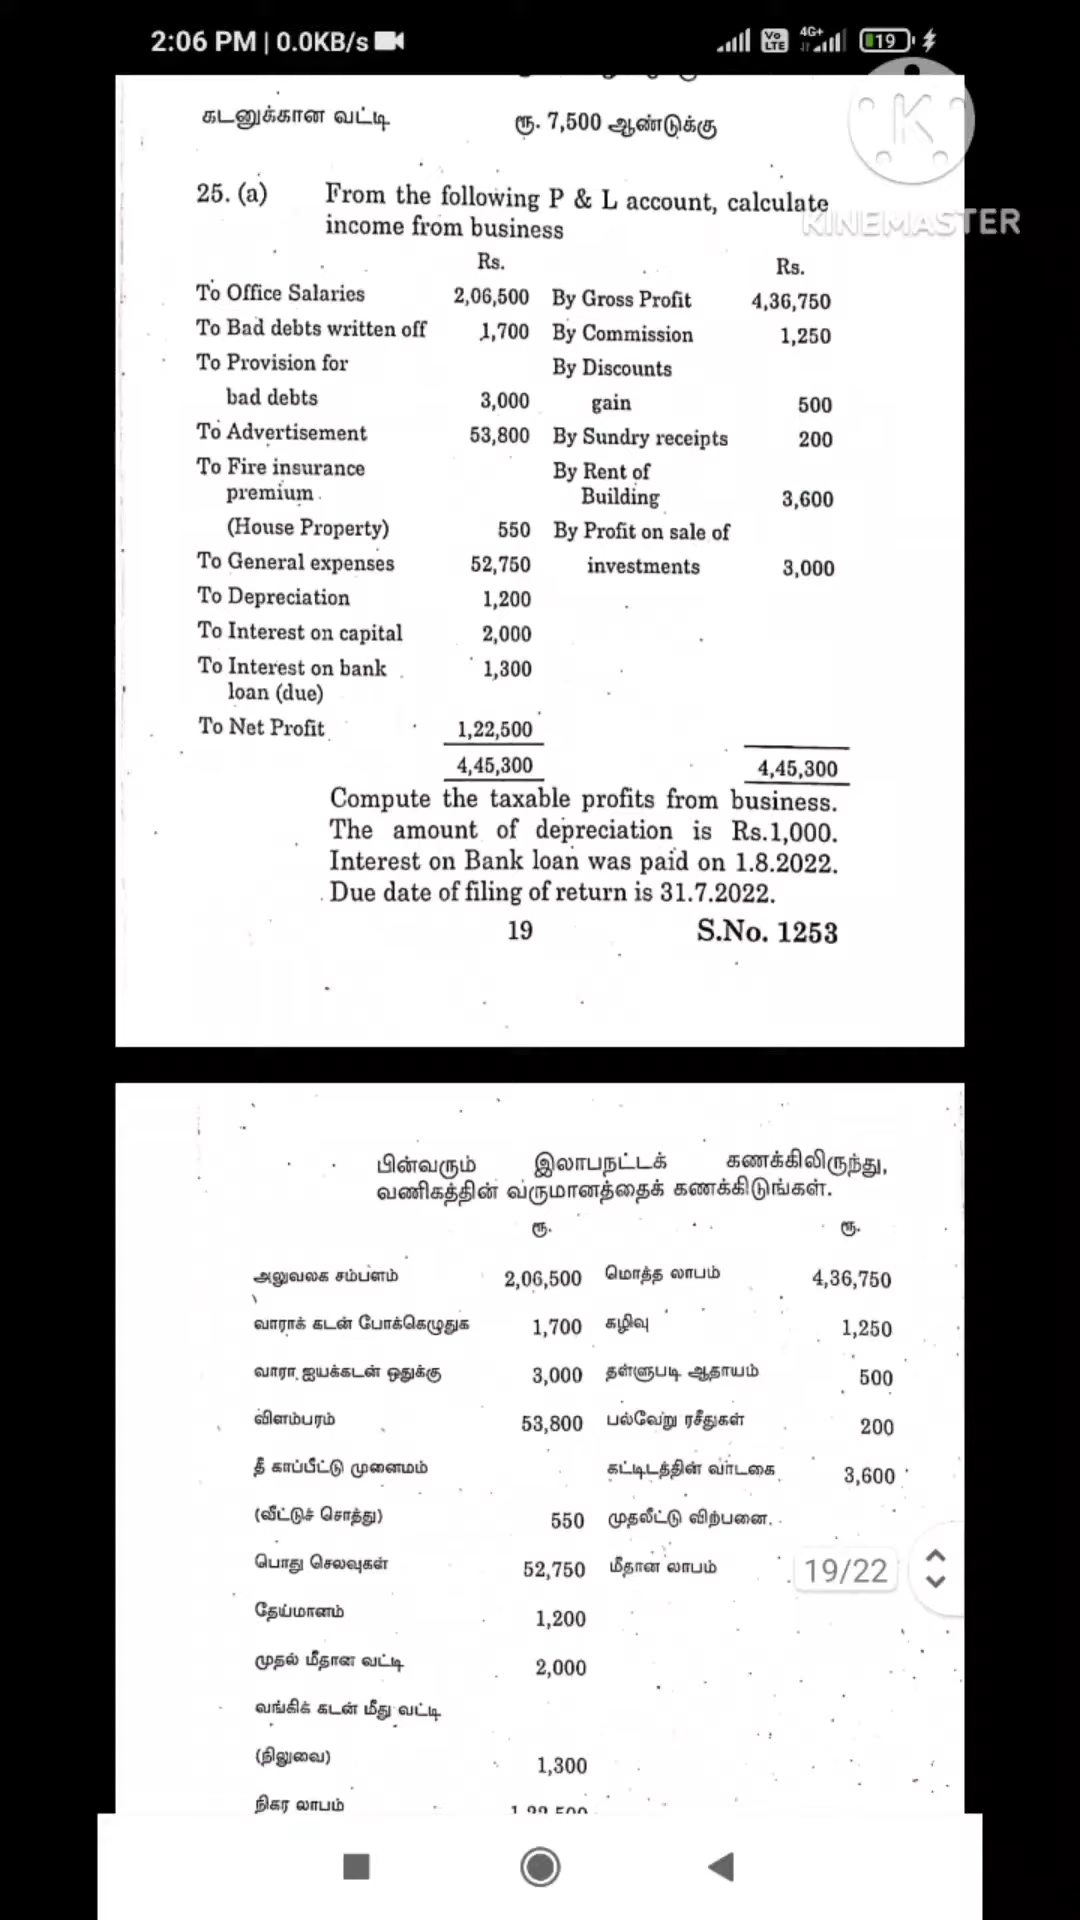 2:06 PM | 0.0KB/s
Vo LTE 4G+ 19
கடனுக்கான வட்டி ரூ. 7,500 ஆண்டுக்கு
K
KINEMASTER
25. (a) From the following P & L account, calculate
income from business
Rs. Rs.
To Office Salaries 2,06,500 By Gross Profit 4,36,750
To Bad debts written off 1,700 By Commission 1,250
To Provision for By Discounts
bad debts 3,000 gain 500
To Advertisement 53,800 By Sundry receipts 200
To Fire insurance By Rent of
premium Building 3,600
(House Property) 550 By Profit on sale of
To General expenses 52,750 investments 3,000
To Depreciation 1,200
To Interest on capital 2,000
To Interest on bank 1,300
loan (due)
To Net Profit 1,22,500
4,45,300 4,45,300
Compute the taxable profits from business.
The amount of depreciation is Rs.1,000.
Interest on Bank loan was paid on 1.8.2022.
Due date of filing of return is 31.7.2022.
19 S.No. 1253
பின்வரும் இலாபநட்டக் கணக்கிலிருந்து,
வணிகத்தின் வருமானத்தைக் கணக்கிடுங்கள்.
ரூ. ரூ.
அலுவலக சம்பளம் 2,06,500 மொத்த லாபம் 4,36,750
வாராக் கடன் போக்கெழுதுக 1,700 கழிவு 1,250
வாரா ஐயக்கடன் ஒதுக்கு 3,000 தள்ளுபடி ஆதாயம் 500
விளம்பரம் 53,800 பல்வேறு ரசீதுகள் 200
தீ காப்பீட்டு முனைமம் கட்டிடத்தின் வாடகை 3,600
(வீட்டுச் சொத்து) 550 முதலீட்டு விற்பனை
பொது செலவுகள் 52,750 மீதான லாபம் 19/22
தேய்மானம் 1,200
முதல் மீதான வட்டி 2,000
வங்கிக் கடன் மீது வட்டி
(நிலுவை) 1,300
நிகர லாபம் 1,22,500